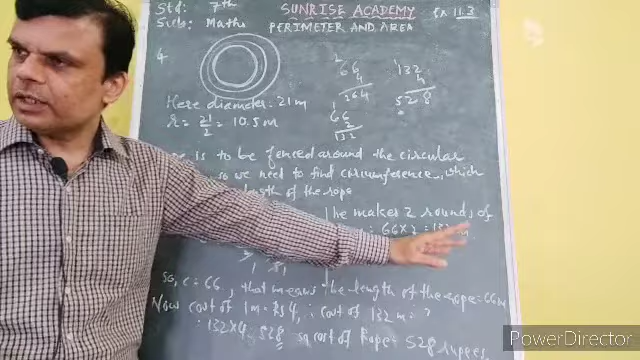 Std: 7th SUNRISE ACADEMY Ex 11.3
Sub: Maths PERIMETER AND AREA
4
Here diameter = 21 m
r = 21/2 = 10.5 m
2
66
4
264
1
66
2
132
1
132
4
528
is to be fenced around the circular
so we need to find circumference, which
length of the rope
He makes 2 rounds of
66 × 2 = 132 m
So, c = 66, that means the length of the rope = 66 m
Now cost of 1m = Rs 4, ∴ cost of 132 m = ?
∴ 132×4 = 528 so cost of rope = 528 rupees
PowerDirector